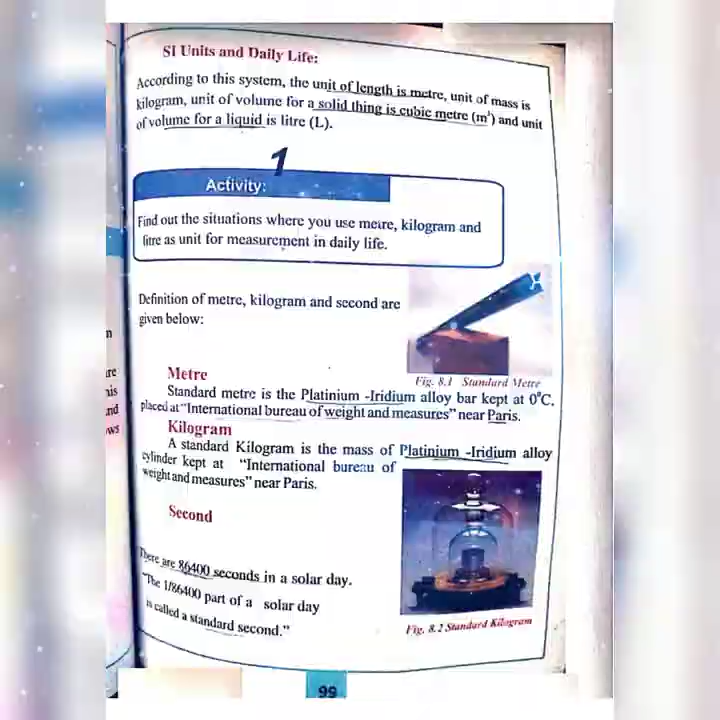 SI Units and Daily Life:
According to this system, the unit of length is metre, unit of mass is
kilogram, unit of volume for a solid thing is cubic metre (m³) and unit
of volume for a liquid is litre (L).
1
Activity:
Find out the situations where you use metre, kilogram and
litre as unit for measurement in daily life.
Definition of metre, kilogram and second are
given below:
Fig. 8.1 Standard Metre
Metre
Standard metre is the Platinium -Iridium alloy bar kept at 0°C.
placed at "International bureau of weight and measures" near Paris.
Kilogram
A standard Kilogram is the mass of Platinium -Iridium alloy
cylinder kept at "International bureau of
weight and measures" near Paris.
Second
There are 86400 seconds in a solar day.
"The 1/86400 part of a solar day
is called a standard second."
Fig. 8.2 Standard Kilogram
99